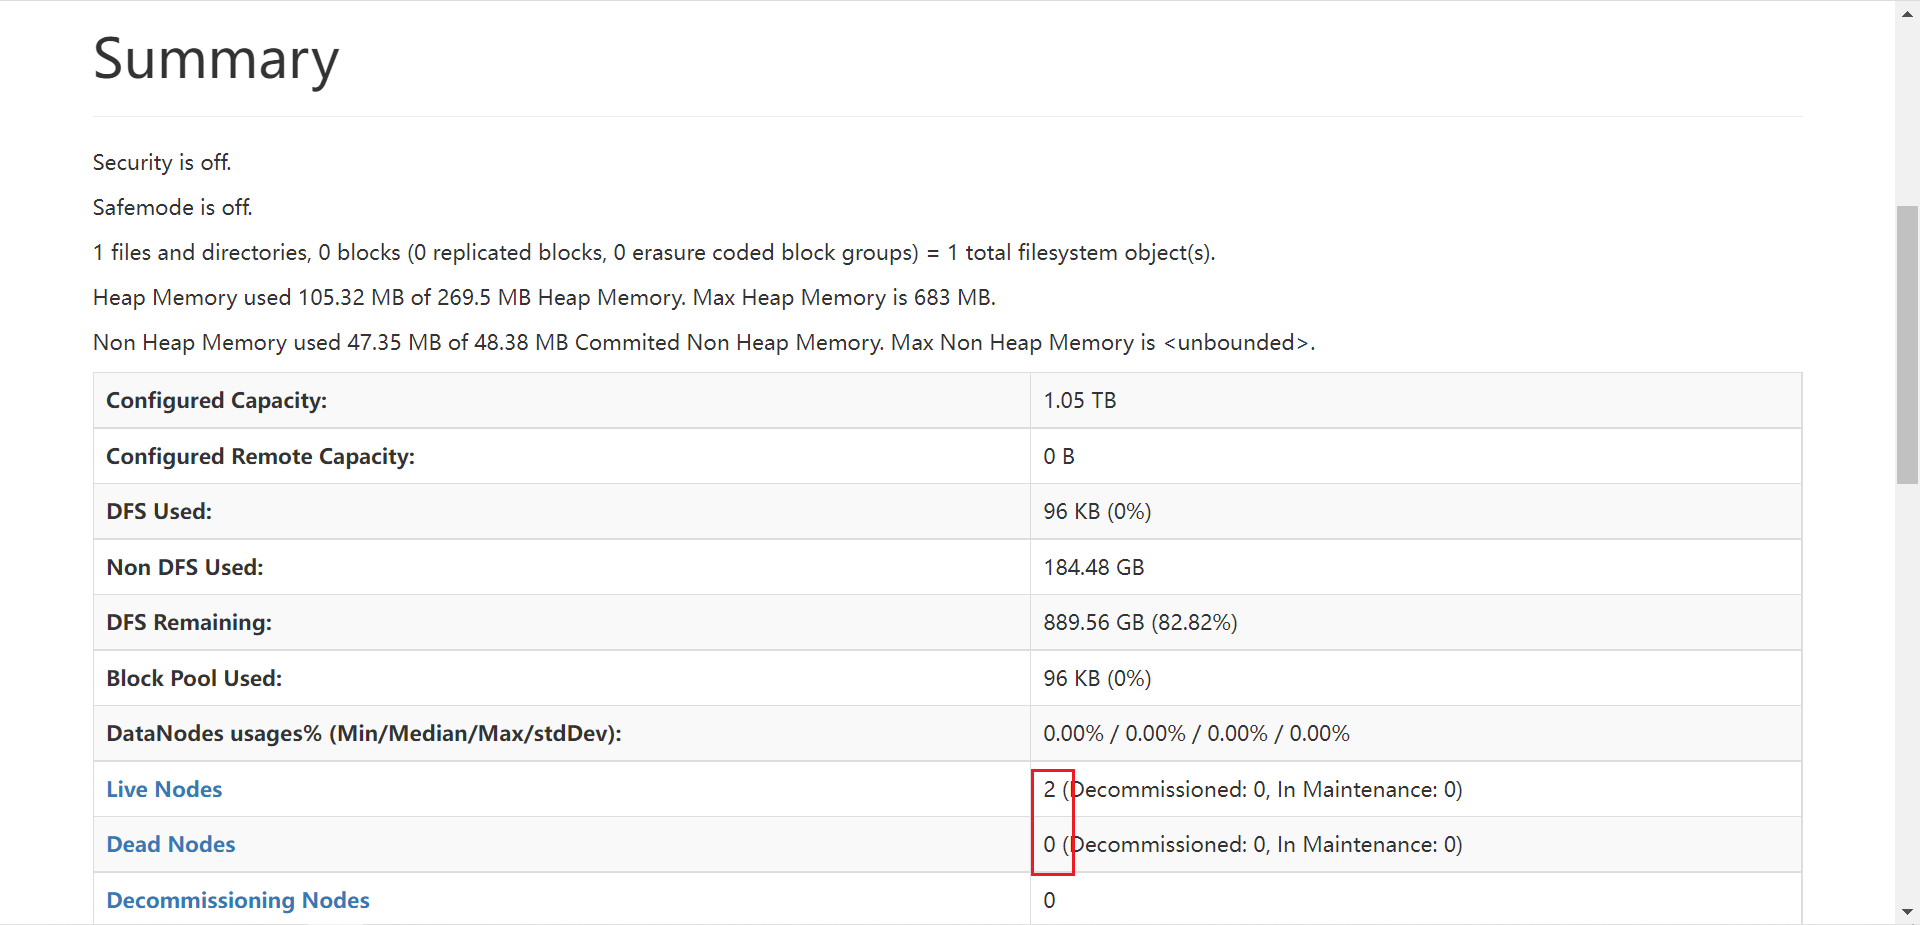 Summary
Security is off.
Safemode is off.
1 files and directories, 0 blocks (0 replicated blocks, 0 erasure coded block groups) = 1 total filesystem object(s).
Heap Memory used 105.32 MB of 269.5 MB Heap Memory. Max Heap Memory is 683 MB.
Non Heap Memory used 47.35 MB of 48.38 MB Commited Non Heap Memory. Max Non Heap Memory is <unbounded>.
Configured Capacity: 1.05 TB
Configured Remote Capacity: 0 B
DFS Used: 96 KB (0%)
Non DFS Used: 184.48 GB
DFS Remaining: 889.56 GB (82.82%)
Block Pool Used: 96 KB (0%)
DataNodes usages% (Min/Median/Max/stdDev): 0.00% / 0.00% / 0.00% / 0.00%
Live Nodes 2 (Decommissioned: 0, In Maintenance: 0)
Dead Nodes 0 (Decommissioned: 0, In Maintenance: 0)
Decommissioning Nodes 0